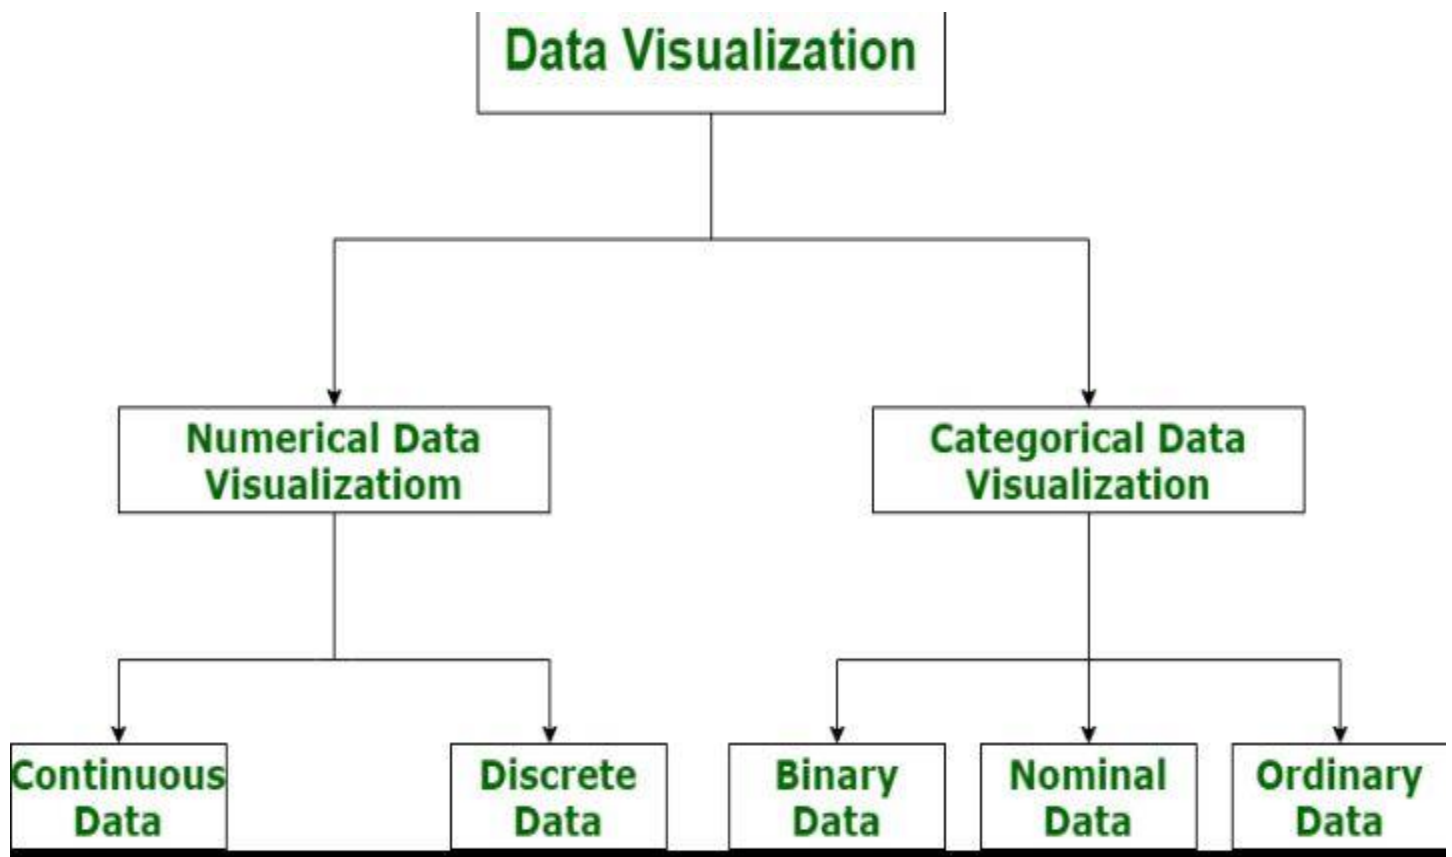 Data Visualization
Numerical Data
Visualizatiom
Categorical Data
Visualization
Continuous
Data
Discrete
Data
Binary
Data
Nominal
Data
Ordinary
Data